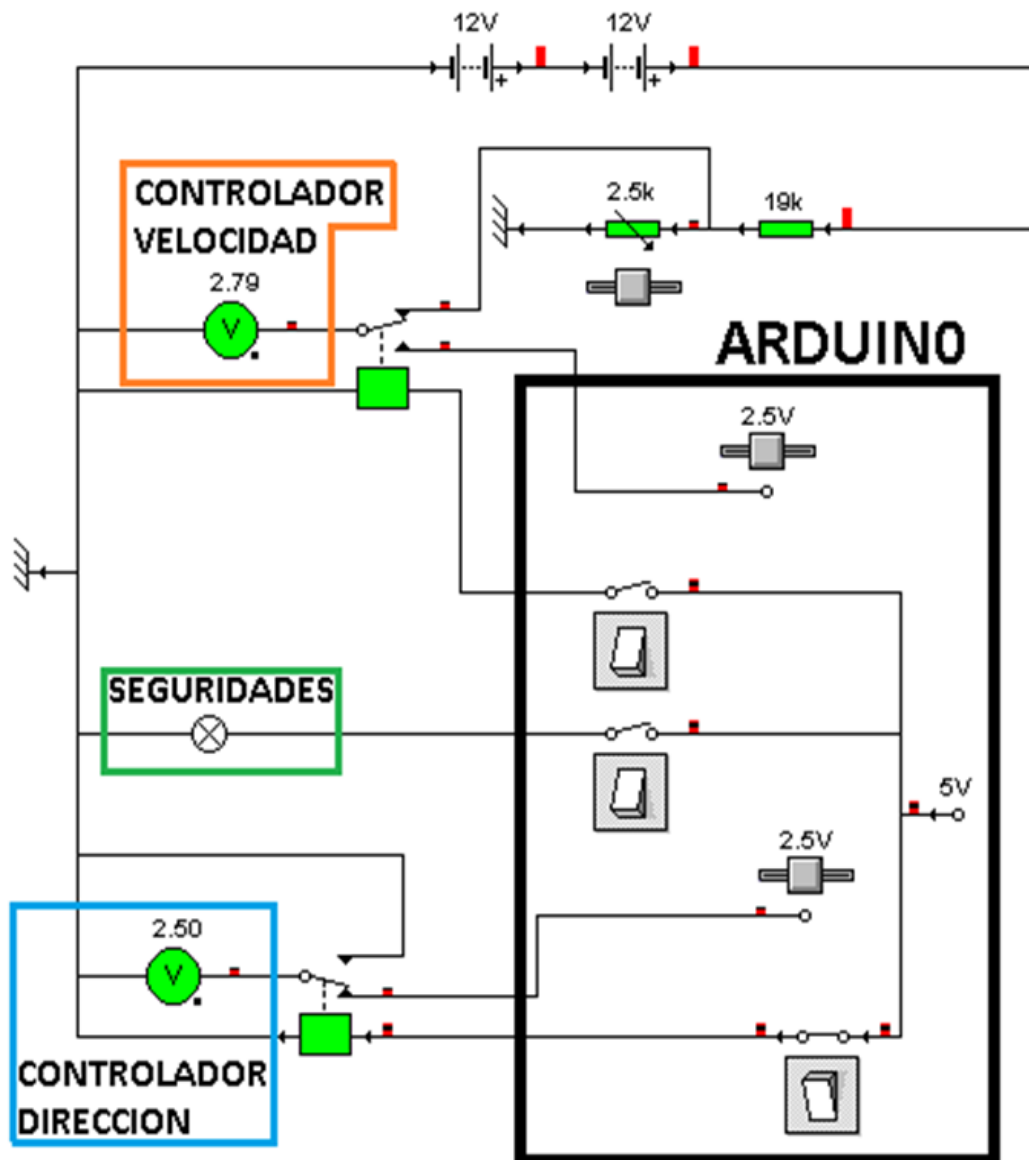 12V 12V
CONTROLADOR
VELOCIDAD
2.79
2.5k 19k
ARDUIN0
2.5V
SEGURIDADES
5V
2.5V
2.50
V
V
CONTROLADOR
DIRECCION